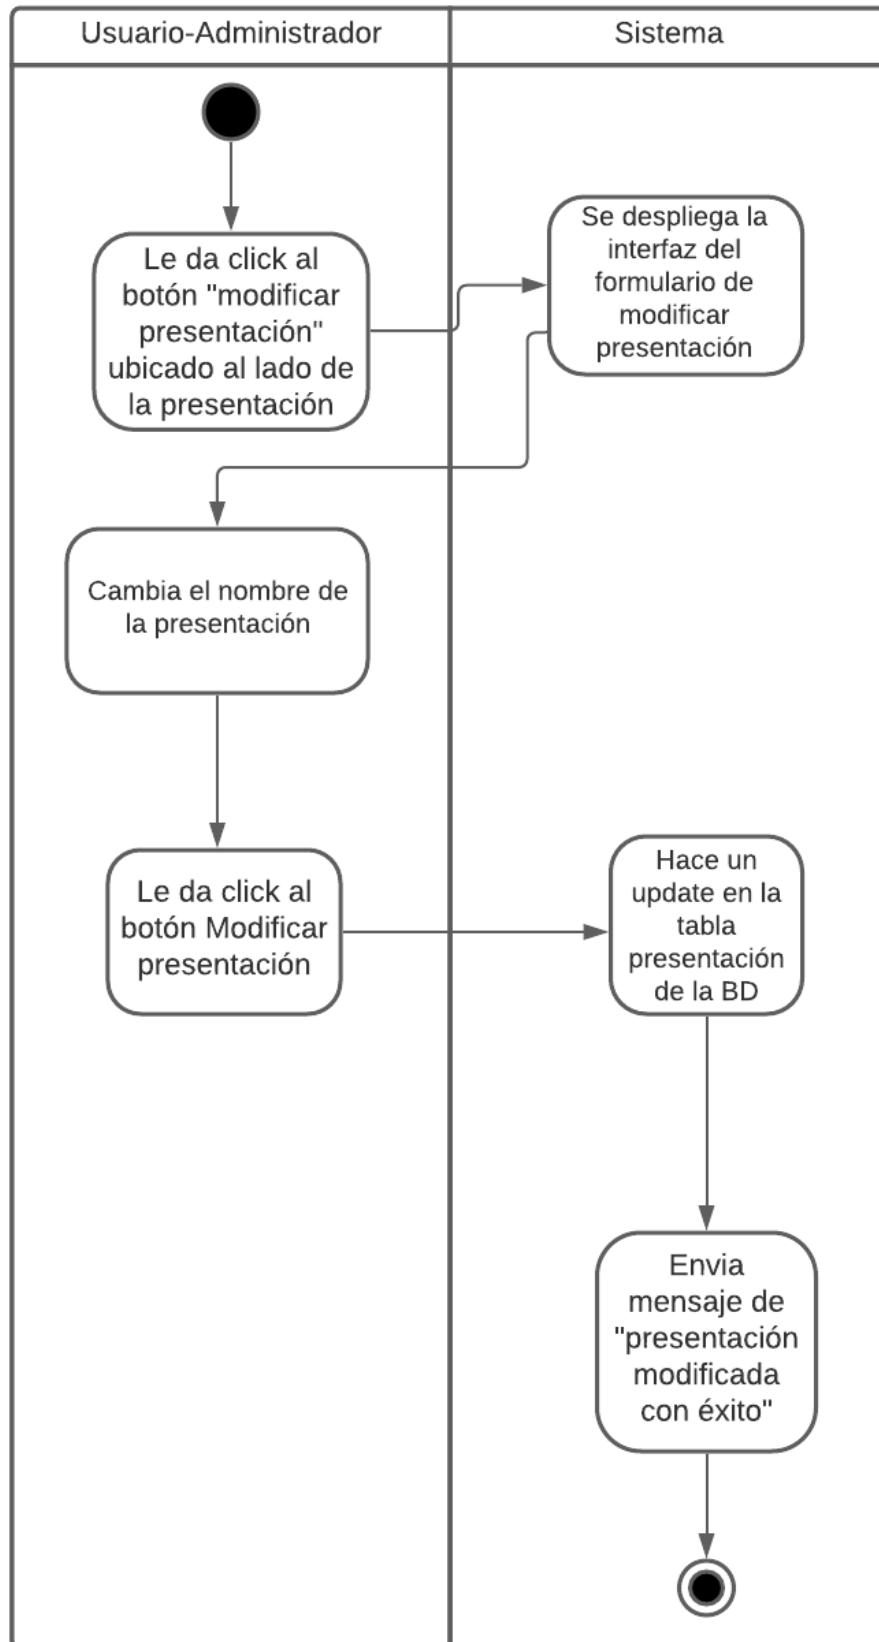 Usuario-Administrador
Sistema
Le da click al
botón "modificar
presentación"
ubicado al lado de
la presentación
Se despliega la
interfaz del
formulario de
modificar
presentación
Cambia el nombre de
la presentación
Le da click al
botón Modificar
presentación
Hace un
update en la
tabla
presentación
de la BD
Envia
mensaje de
"presentación
modificada
con éxito"